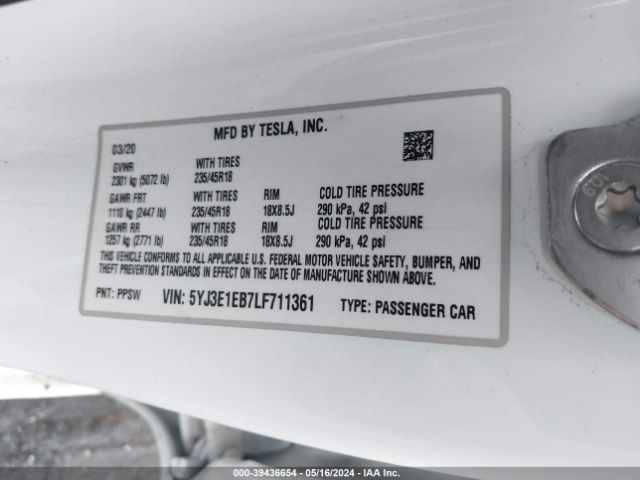 MFD BY TESLA, INC.
03/20
GVWR WITH TIRES
2301 kg (5072 lb) 235/45R18
GAWR FRT WITH TIRES RIM COLD TIRE PRESSURE
1110 kg (2447 lb) 235/45R18 18X8.5J 290 kPa, 42 psi
GAWR RR WITH TIRES RIM COLD TIRE PRESSURE
1257 kg (2771 lb) 235/45R18 18X8.5J 290 kPa, 42 psi
THIS VEHICLE CONFORMS TO ALL APPLICABLE U.S. FEDERAL MOTOR VEHICLE SAFETY, BUMPER, AND
THEFT PREVENTION STANDARDS IN EFFECT ON THE DATE OF MANUFACTURE SHOWN ABOVE.
PNT: PPSW VIN: 5YJ3E1EB7LF711361 TYPE: PASSENGER CAR
000-39436654 - 05/16/2024 - IAA Inc.